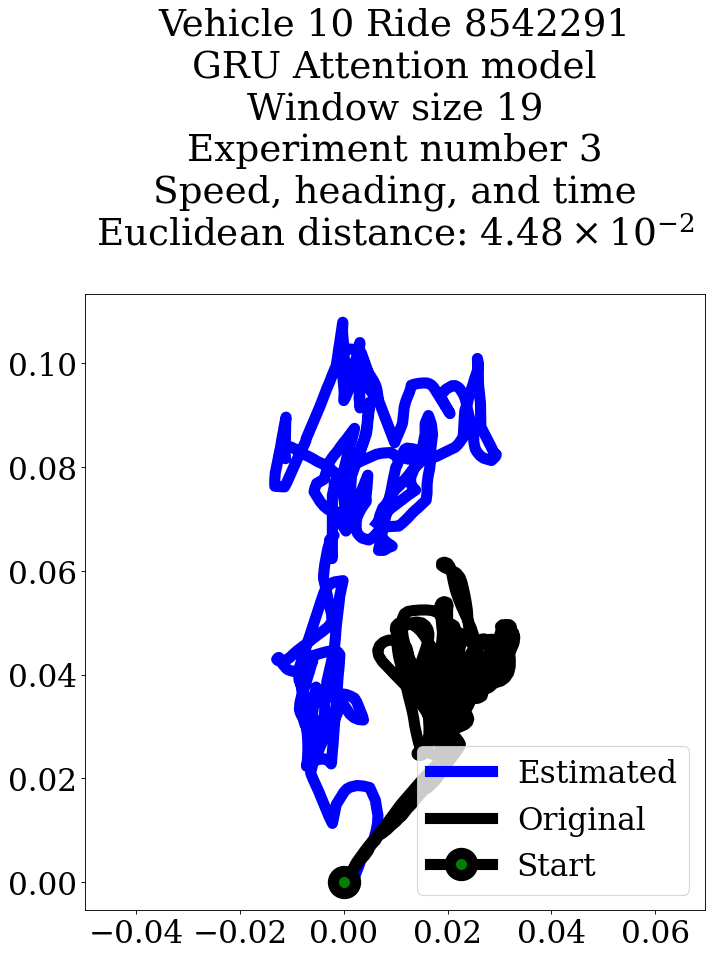 Vehicle 10 Ride 8542291
GRU Attention model
Window size 19
Experiment number 3
Speed, heading, and time
Euclidean distance: 4.48 × 10⁻²
0.10
0.08
0.06
0.04
0.02
0.00
Estimated
Original
Start
−0.04 −0.02 0.00 0.02 0.04 0.06